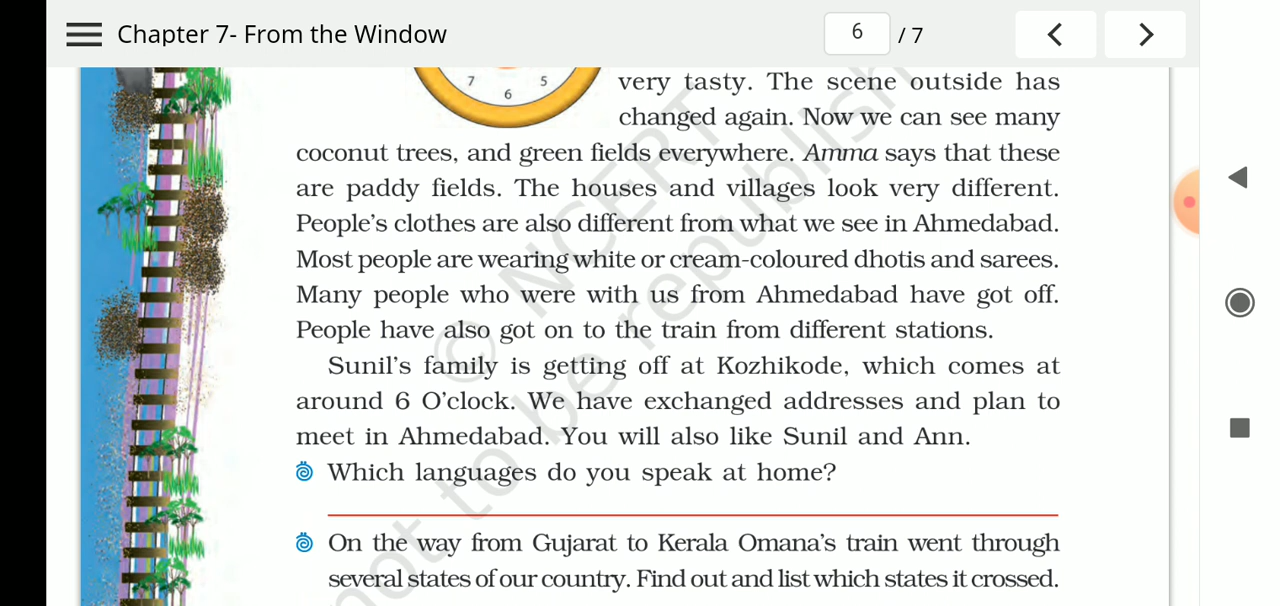 Chapter 7- From the Window
6 / 7
7 6 5
very tasty. The scene outside has
changed again. Now we can see many
coconut trees, and green fields everywhere. Amma says that these
are paddy fields. The houses and villages look very different.
People's clothes are also different from what we see in Ahmedabad.
Most people are wearing white or cream-coloured dhotis and sarees.
Many people who were with us from Ahmedabad have got off.
People have also got on to the train from different stations.
Sunil's family is getting off at Kozhikode, which comes at
around 6 O'clock. We have exchanged addresses and plan to
meet in Ahmedabad. You will also like Sunil and Ann.
Which languages do you speak at home?
On the way from Gujarat to Kerala Omana's train went through
several states of our country. Find out and list which states it crossed.
© NCERT
not to be republish